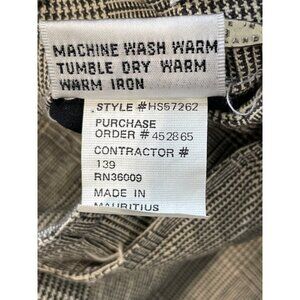 MACHINE WASH WARM
TUMBLE DRY WARM
WARM IRON
STYLE #HS57262
PURCHASE
ORDER #452865
CONTRACTOR #
139
RN36009
MADE IN
MAURITIUS